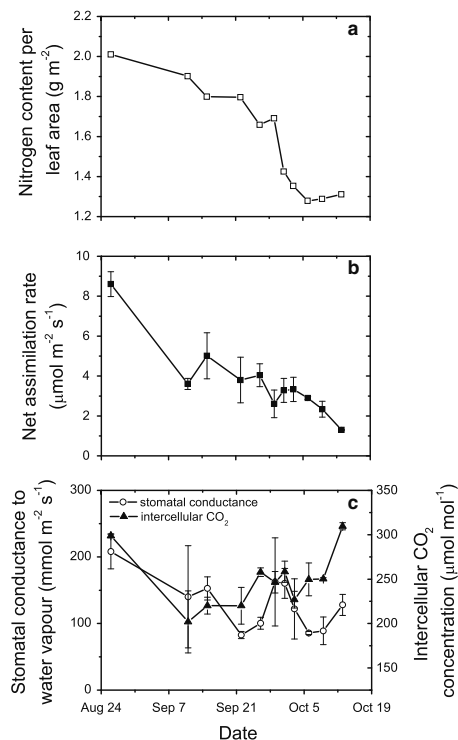 a
2.2
2.0
1.8
1.6
1.4
1.2
Nitrogen content per
leaf area (g m⁻²)
b
10
8
6
4
2
0
Net assimilation rate
(μmol m⁻² s⁻¹)
c
stomatal conductance
intercellular CO₂
300
200
100
0
Stomatal conductance to
water vapour (mmol m⁻² s⁻¹)
350
300
250
200
150
Intercellular CO₂
concentration (μmol mol⁻¹)
Aug 24 Sep 7 Sep 21 Oct 5 Oct 19
Date